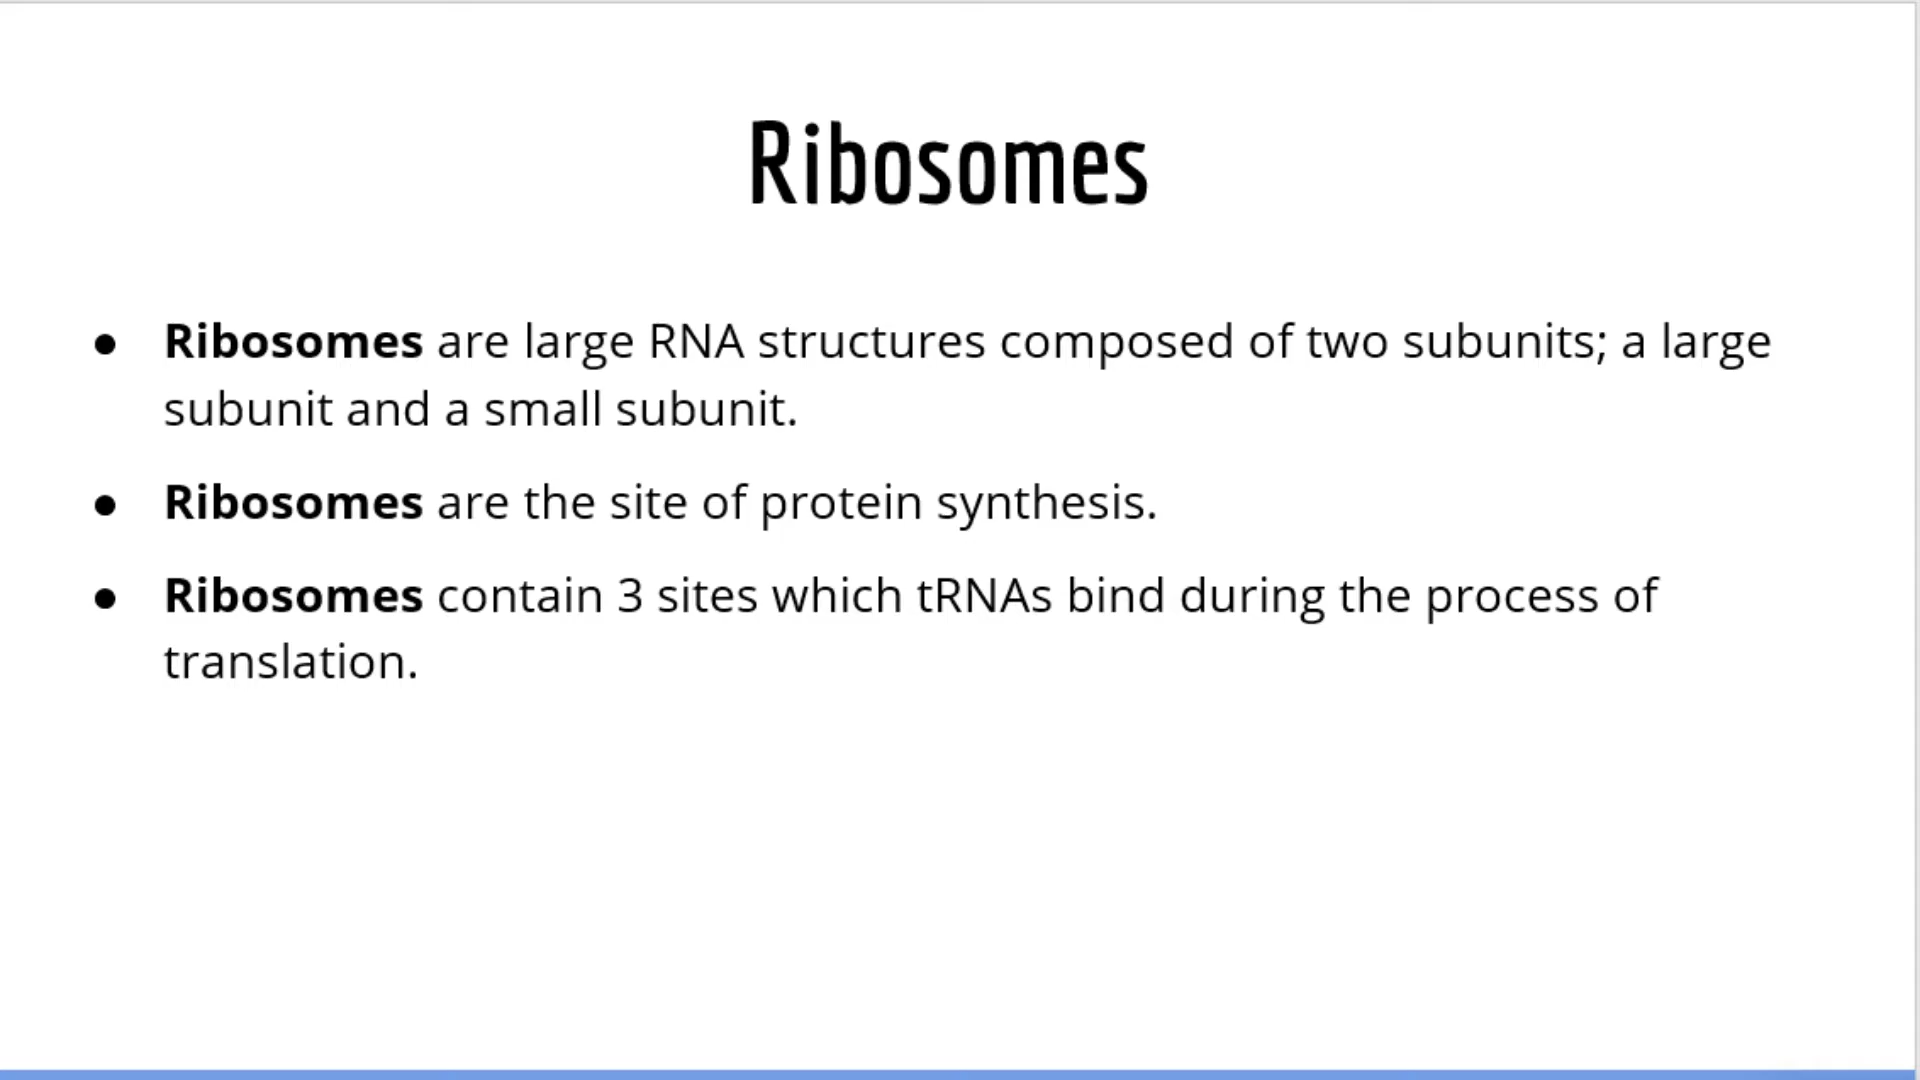 Ribosomes
● Ribosomes are large RNA structures composed of two subunits; a large
subunit and a small subunit.
● Ribosomes are the site of protein synthesis.
● Ribosomes contain 3 sites which tRNAs bind during the process of
translation.